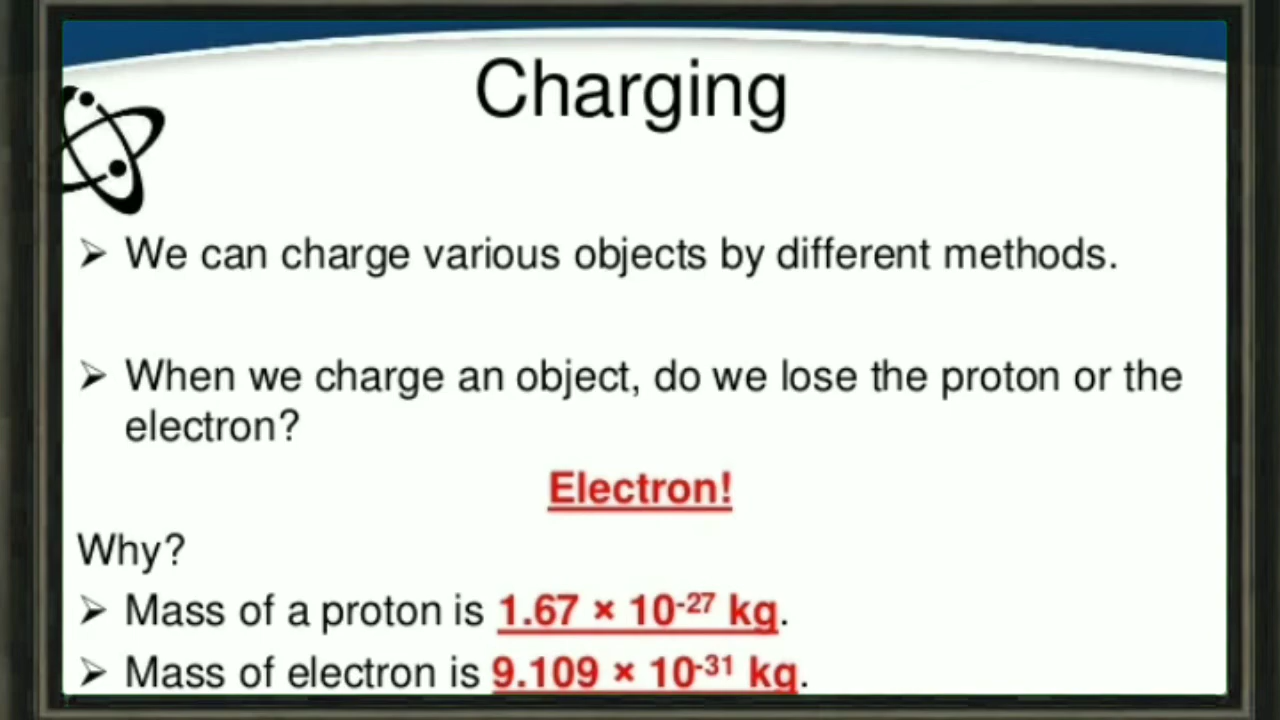 Charging
➢ We can charge various objects by different methods.
➢ When we charge an object, do we lose the proton or the
electron?
Electron!
Why?
➢ Mass of a proton is 1.67 × 10⁻²⁷ kg.
➢ Mass of electron is 9.109 × 10⁻³¹ kg.